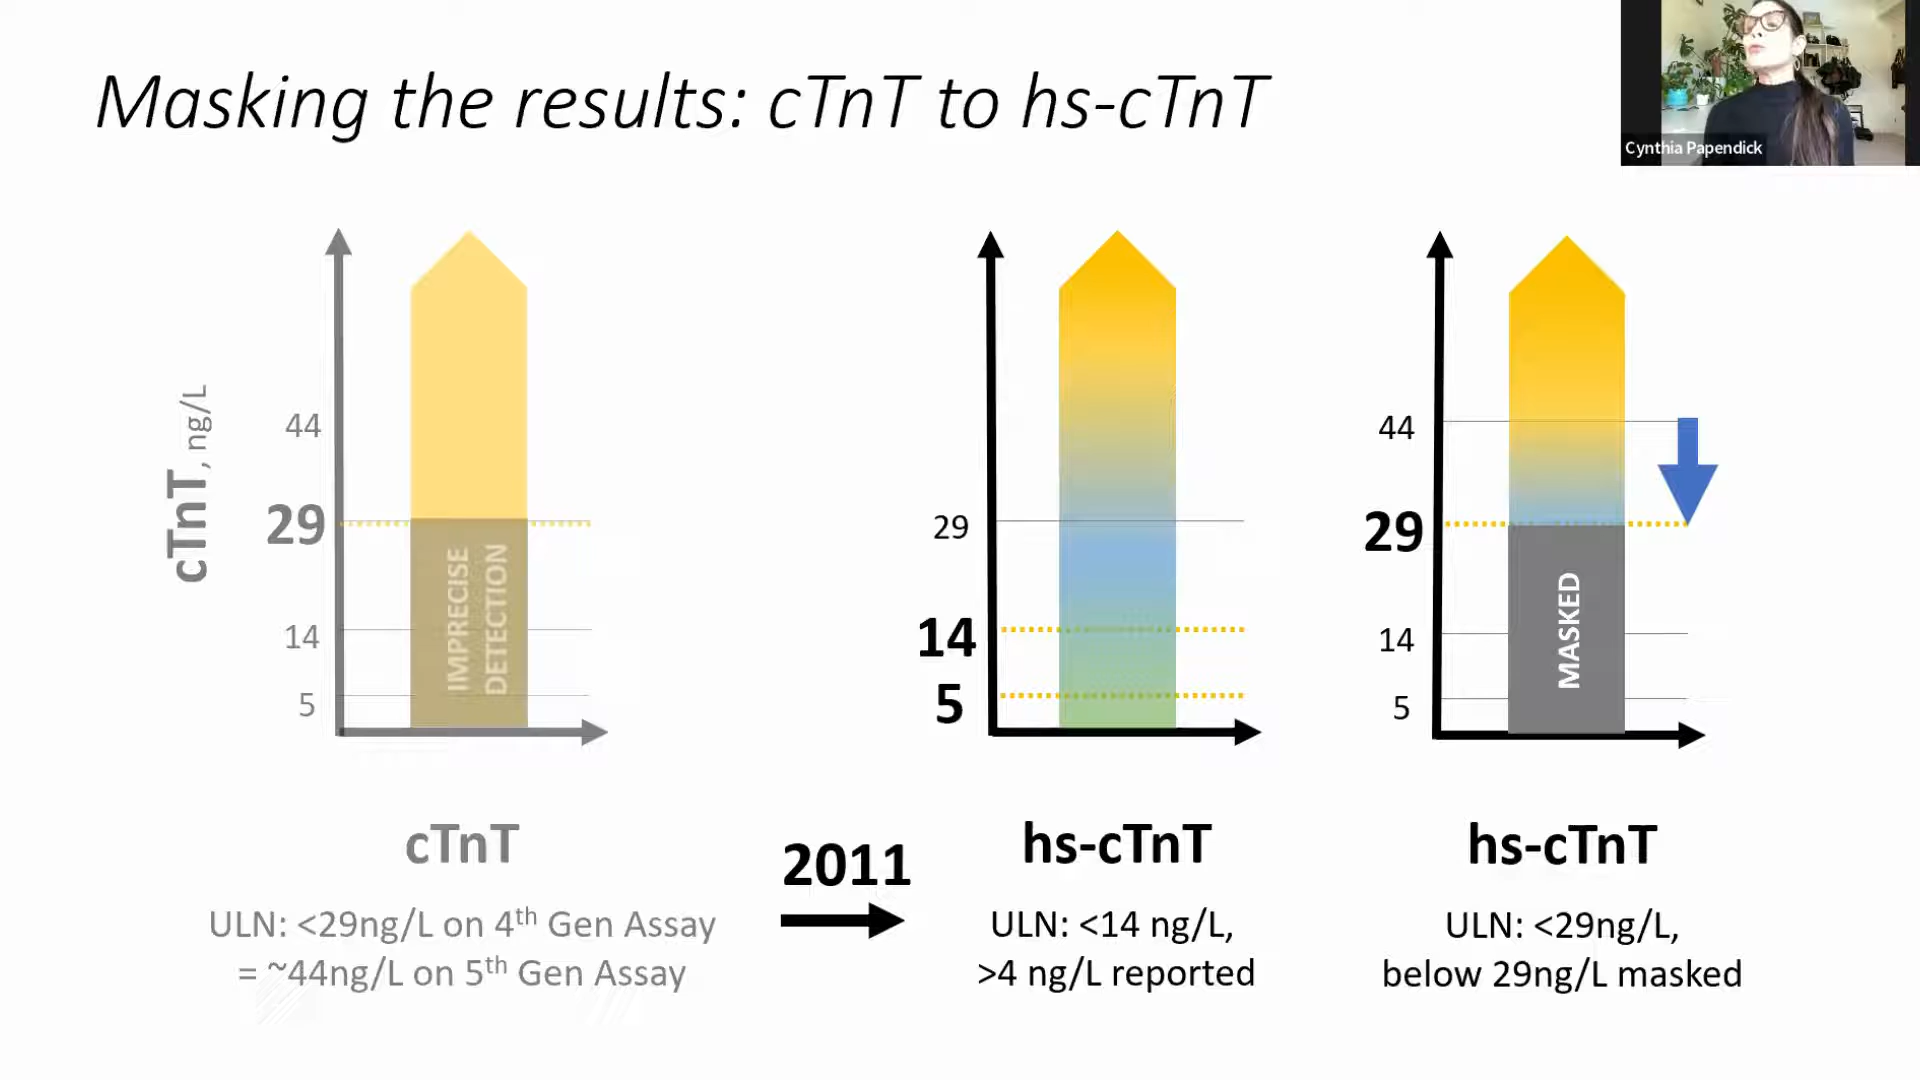 Masking the results: cTnT to hs-cTnT
Cynthia Papendick
cTnT, ng/L
44
29
14
5
IMPRECISE
DETECTION
cTnT
ULN: <29ng/L on 4th Gen Assay
= ~44ng/L on 5th Gen Assay
2011
29
14
5
hs-cTnT
ULN: <14 ng/L,
>4 ng/L reported
44
29
14
5
MASKED
hs-cTnT
ULN: <29ng/L,
below 29ng/L masked